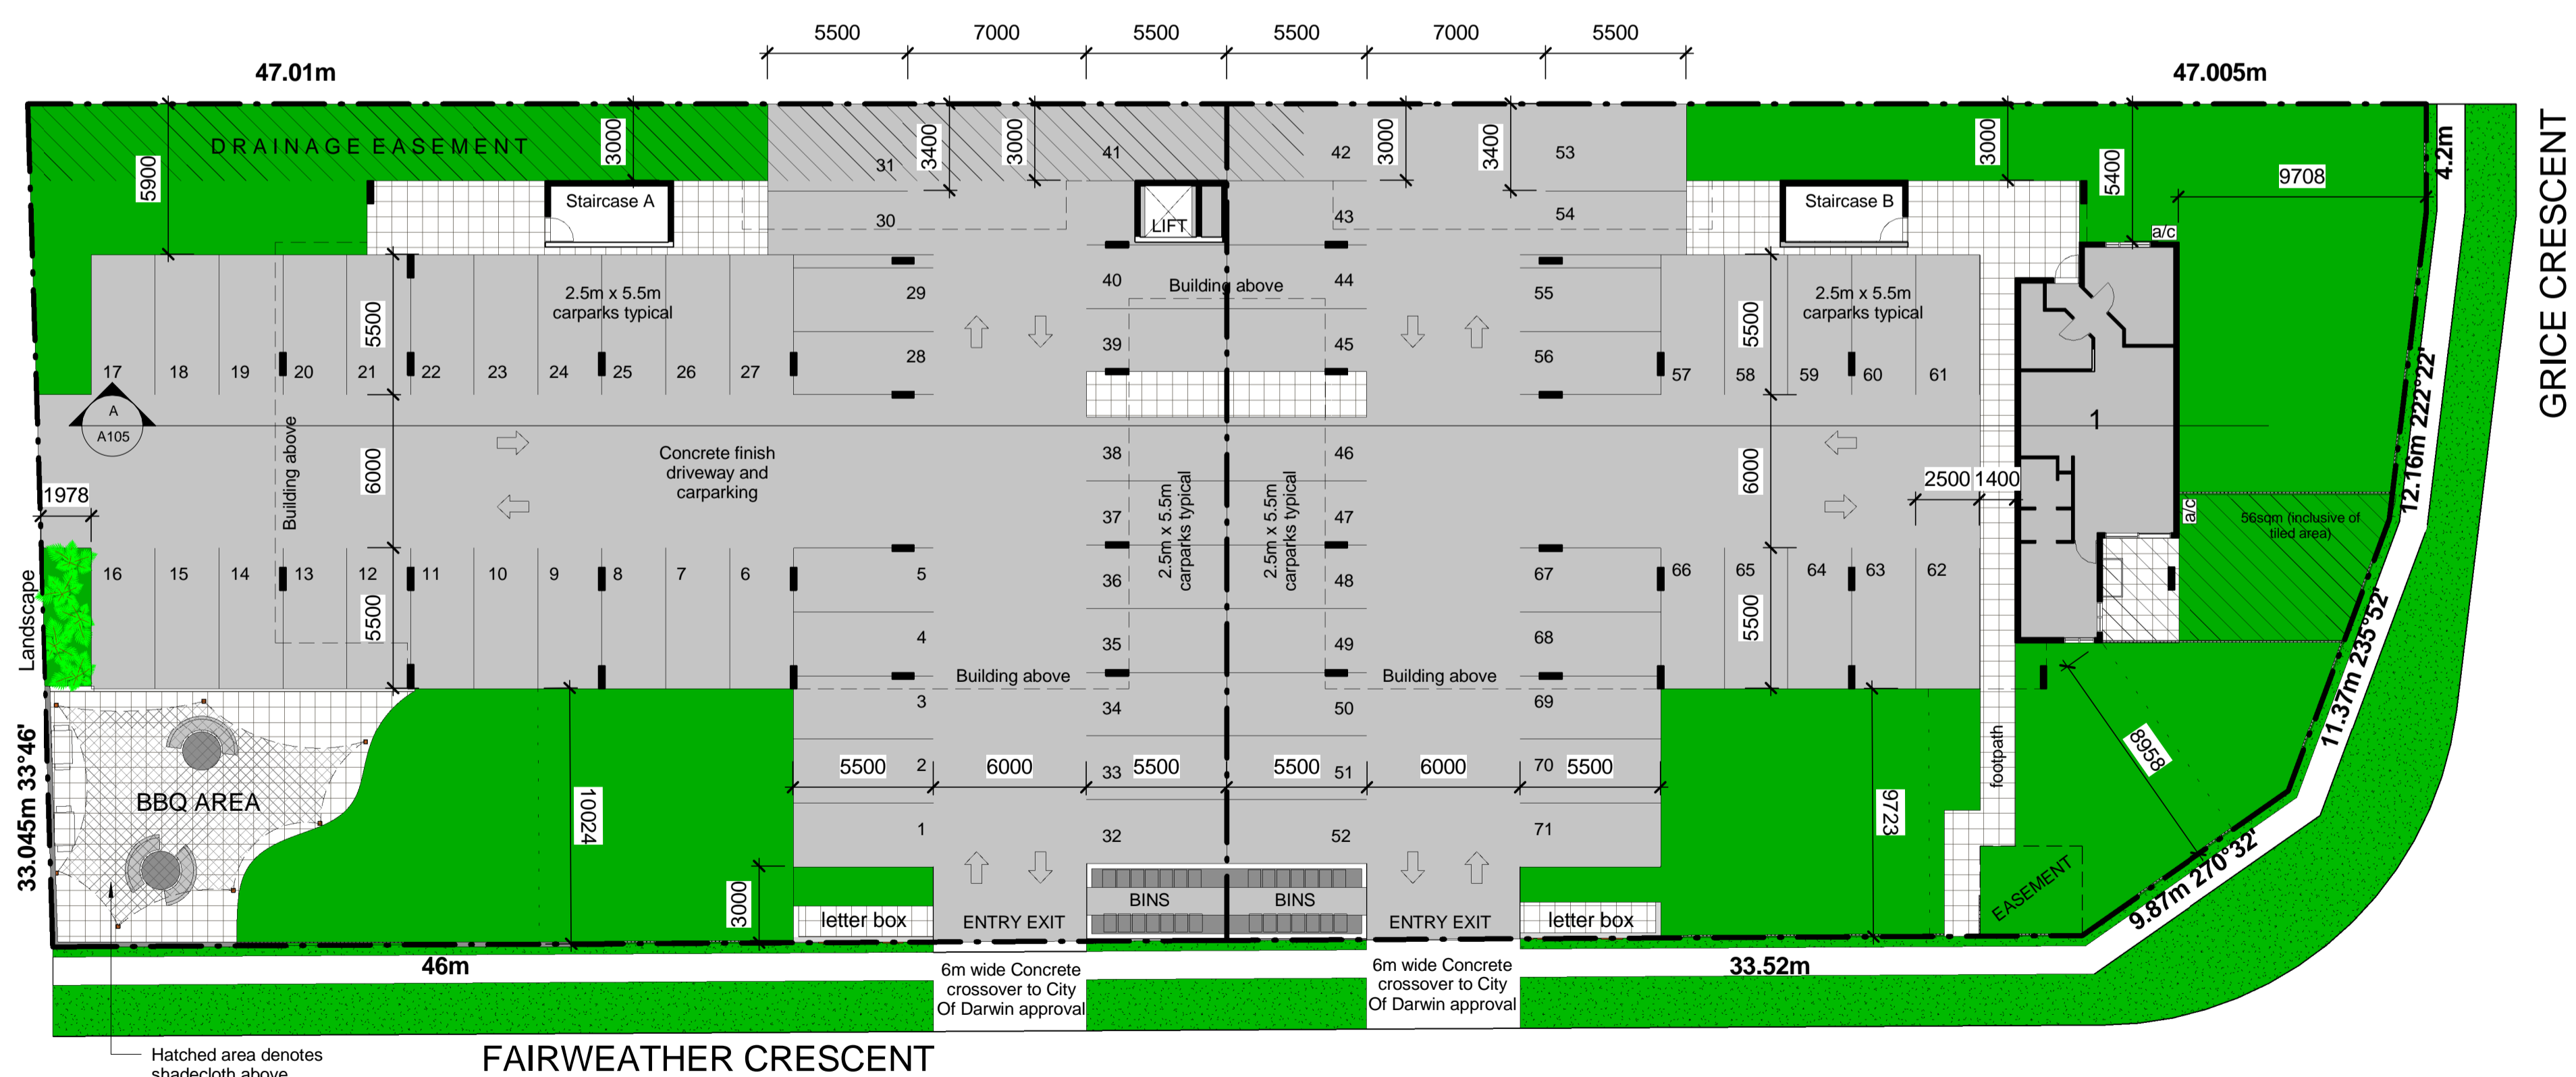 5500
7000
5500
5500
7000
5500
47.01m
47.005m
DRAINAGE EASEMENT
5900
3000
3400
3000
3000
3400
3000
5400
9708
4.2m
GRICE CRESCENT
31
41
42
53
30
43
54
Staircase A
LIFT
Staircase B
a/c
2.5m x 5.5m
carparks typical
29
40
Building above
44
55
2.5m x 5.5m
carparks typical
5500
5500
28
39
45
56
17
18
19
20
21
22
23
24
25
26
27
57
58
59
60
61
A
A105
Building above
6000
Concrete finish
driveway and
carparking
38
46
6000
1
12.16m 222°22'
1978
2500
1400
37
2.5m x 5.5m
carparks typical
2.5m x 5.5m
carparks typical
47
a/c
56sqm (inclusive of
tiled area)
Landscape
16
15
14
13
12
11
10
9
8
7
6
5
36
48
67
66
65
64
63
62
5500
5500
4
35
49
68
11.37m 235°52'
Building above
Building above
3
34
50
69
33.045m 33°46'
BBQ AREA
10024
5500
2
6000
33
5500
5500
51
6000
70
5500
9723
footpath
8958
1
32
52
71
3000
letter box
ENTRY EXIT
BINS
BINS
ENTRY EXIT
letter box
EASEMENT
9.87m 270°32'
46m
33.52m
6m wide Concrete
crossover to City
Of Darwin approval
6m wide Concrete
crossover to City
Of Darwin approval
Hatched area denotes
shadecloth above
FAIRWEATHER CRESCENT